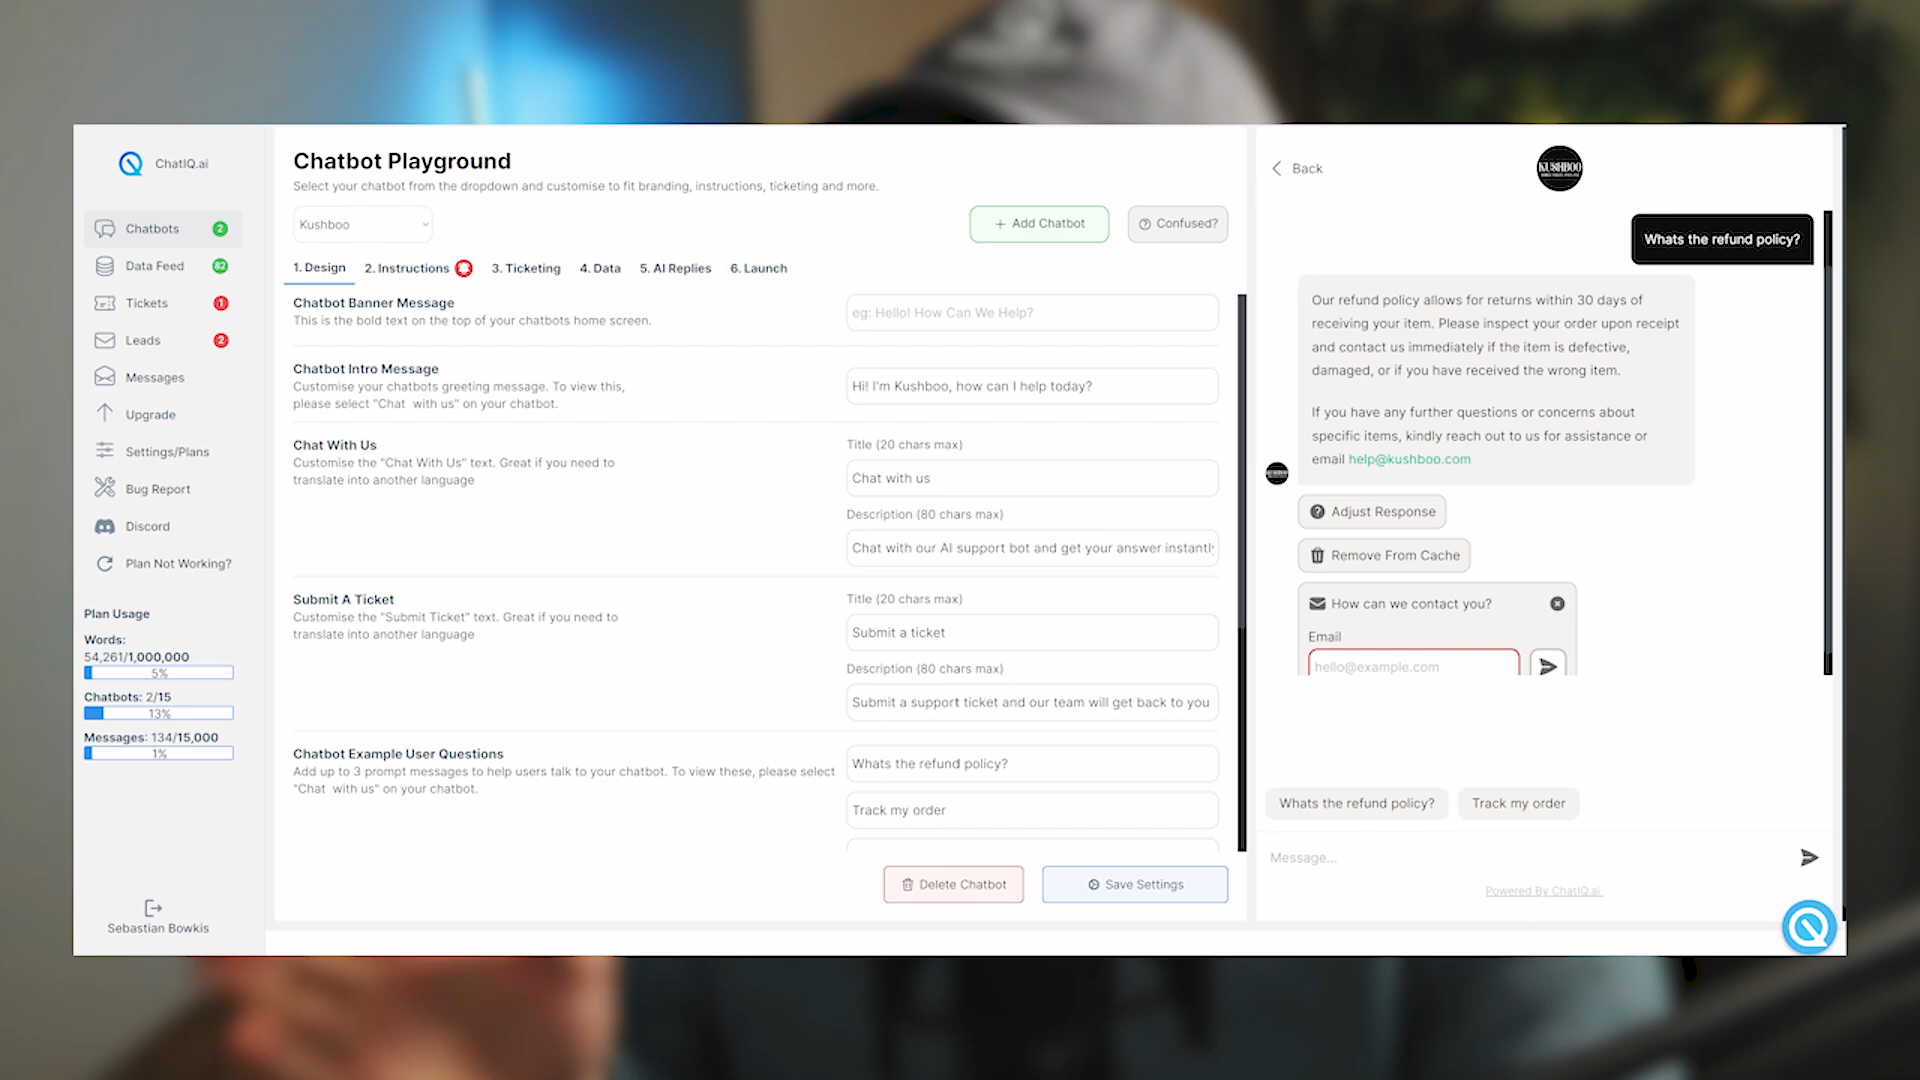 ChatIQ.ai
Chatbots 2
Data Feed
Tickets 1
Leads 2
Messages
Upgrade
Settings/Plans
Bug Report
Discord
Plan Not Working?
Plan Usage
Words:
54,261/1,000,000
5%
Chatbots: 2/15
13%
Messages: 134/15,000
1%
Sebastian Bowkis
Chatbot Playground
Select your chatbot from the dropdown and customise to fit branding, instructions, ticketing and more.
Kushboo
+ Add Chatbot
Confused?
1. Design
2. Instructions
3. Ticketing
4. Data
5. AI Replies
6. Launch
Chatbot Banner Message
This is the bold text on the top of your chatbots home screen.
eg: Hello! How Can We Help?
Chatbot Intro Message
Customise your chatbots greeting message. To view this,
please select "Chat with us" on your chatbot.
Hi! I'm Kushboo, how can I help today?
Chat With Us
Customise the "Chat With Us" text. Great if you need to
translate into another language
Title (20 chars max)
Chat with us
Description (80 chars max)
Chat with our AI support bot and get your answer instantly
Submit A Ticket
Customise the "Submit Ticket" text. Great if you need to
translate into another language
Title (20 chars max)
Submit a ticket
Description (80 chars max)
Submit a support ticket and our team will get back to you
Chatbot Example User Questions
Add up to 3 prompt messages to help users talk to your chatbot. To view these, please select
"Chat with us" on your chatbot.
Whats the refund policy?
Track my order
Delete Chatbot
Save Settings
Back
KUSHBOO
Whats the refund policy?
Our refund policy allows for returns within 30 days of
receiving your item. Please inspect your order upon receipt
and contact us immediately if the item is defective,
damaged, or if you have received the wrong item.
If you have any further questions or concerns about
specific items, kindly reach out to us for assistance or
email help@kushboo.com
Adjust Response
Remove From Cache
How can we contact you?
Email
hello@example.com
Whats the refund policy?
Track my order
Message...
Powered By ChatIQ.ai